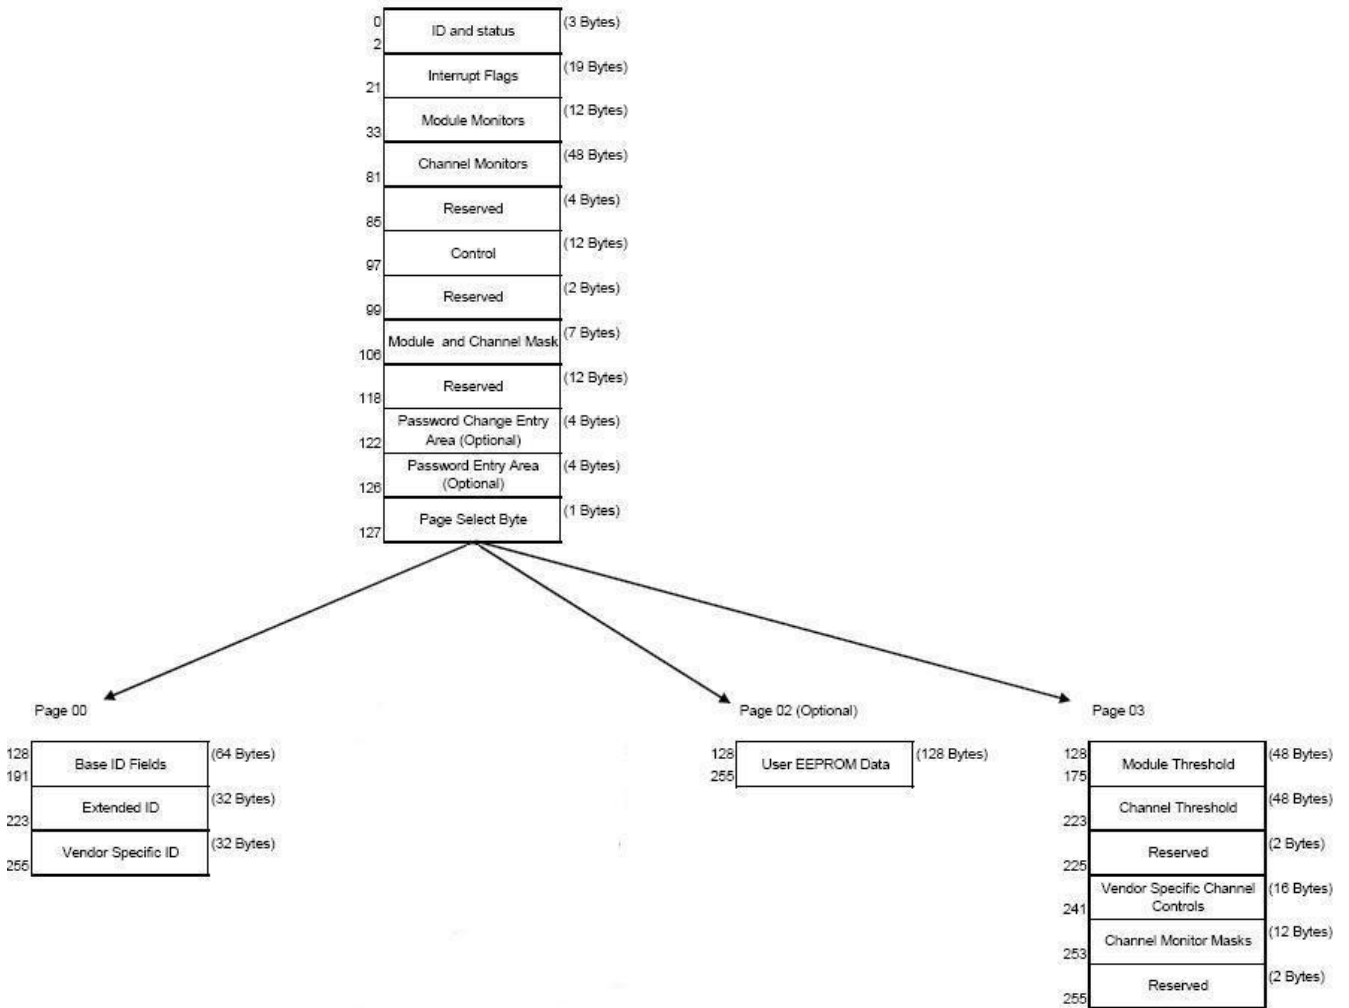 0
(3 Bytes)
ID and status
2
(19 Bytes)
Interrupt Flags
21
(12 Bytes)
Module Monitors
33
(48 Bytes)
Channel Monitors
81
(4 Bytes)
Reserved
85
(12 Bytes)
Control
97
(2 Bytes)
Reserved
99
(7 Bytes)
Module and Channel Mask
106
(12 Bytes)
Reserved
118
Password Change Entry
(4 Bytes)
Area (Optional)
122
Password Entry Area
(4 Bytes)
(Optional)
126
(1 Bytes)
Page Select Byte
127
Page 00
128
(64 Bytes)
Base ID Fields
191
(32 Bytes)
Extended ID
223
(32 Bytes)
Vendor Specific ID
255
Page 02 (Optional)
128
(128 Bytes)
User EEPROM Data
255
Page 03
128
(48 Bytes)
Module Threshold
175
(48 Bytes)
Channel Threshold
223
(2 Bytes)
Reserved
225
Vendor Specific Channel
(16 Bytes)
Controls
241
(12 Bytes)
Channel Monitor Masks
253
(2 Bytes)
Reserved
255